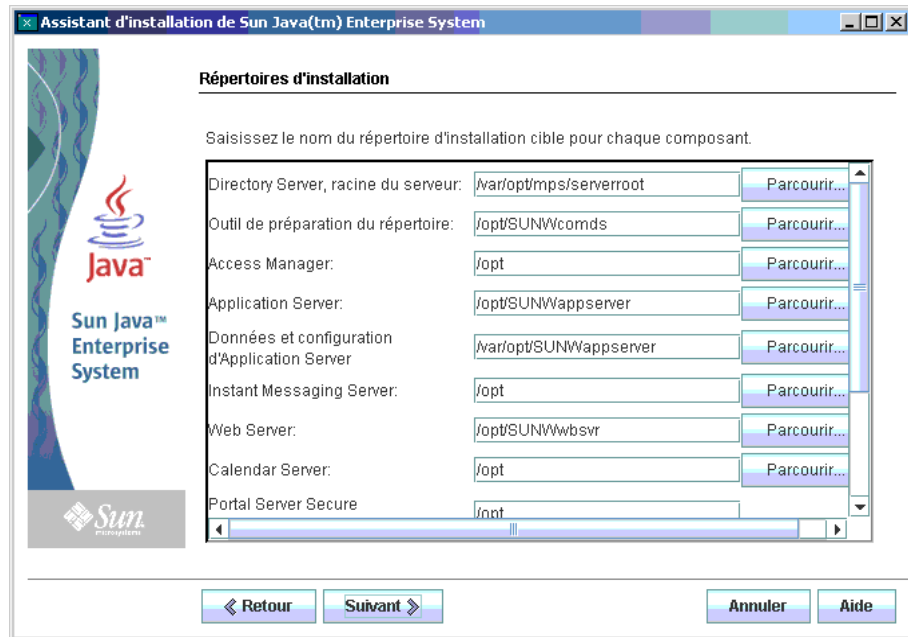 Assistant d'installation de Sun Java(tm) Enterprise System
Répertoires d'installation
Saisissez le nom du répertoire d'installation cible pour chaque composant.
Directory Server, racine du serveur: /var/opt/mps/serverroot Parcourir...
Outil de préparation du répertoire: /opt/SUNWcomds Parcourir...
Access Manager: /opt Parcourir...
Application Server: /opt/SUNWappserver Parcourir...
Données et configuration
d'Application Server /var/opt/SUNWappserver Parcourir...
Instant Messaging Server: /opt Parcourir...
Web Server: /opt/SUNWwbsvr Parcourir...
Calendar Server: /opt Parcourir...
Portal Server Secure /opt
Java™
Sun Java™
Enterprise
System
Sun
microsystems
Retour Suivant Annuler Aide